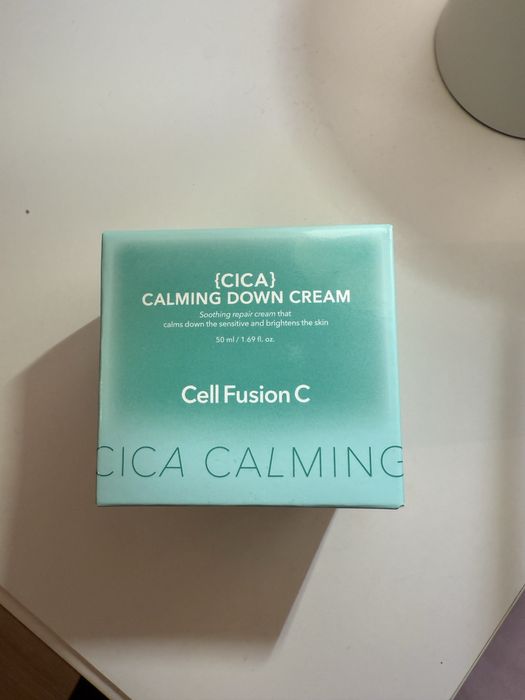 {CICA}
CALMING DOWN CREAM
Soothing repair cream that
calms down the sensitive and brightens the skin
50 ml / 1.69 fl. oz.
Cell Fusion C
CICA CALMING